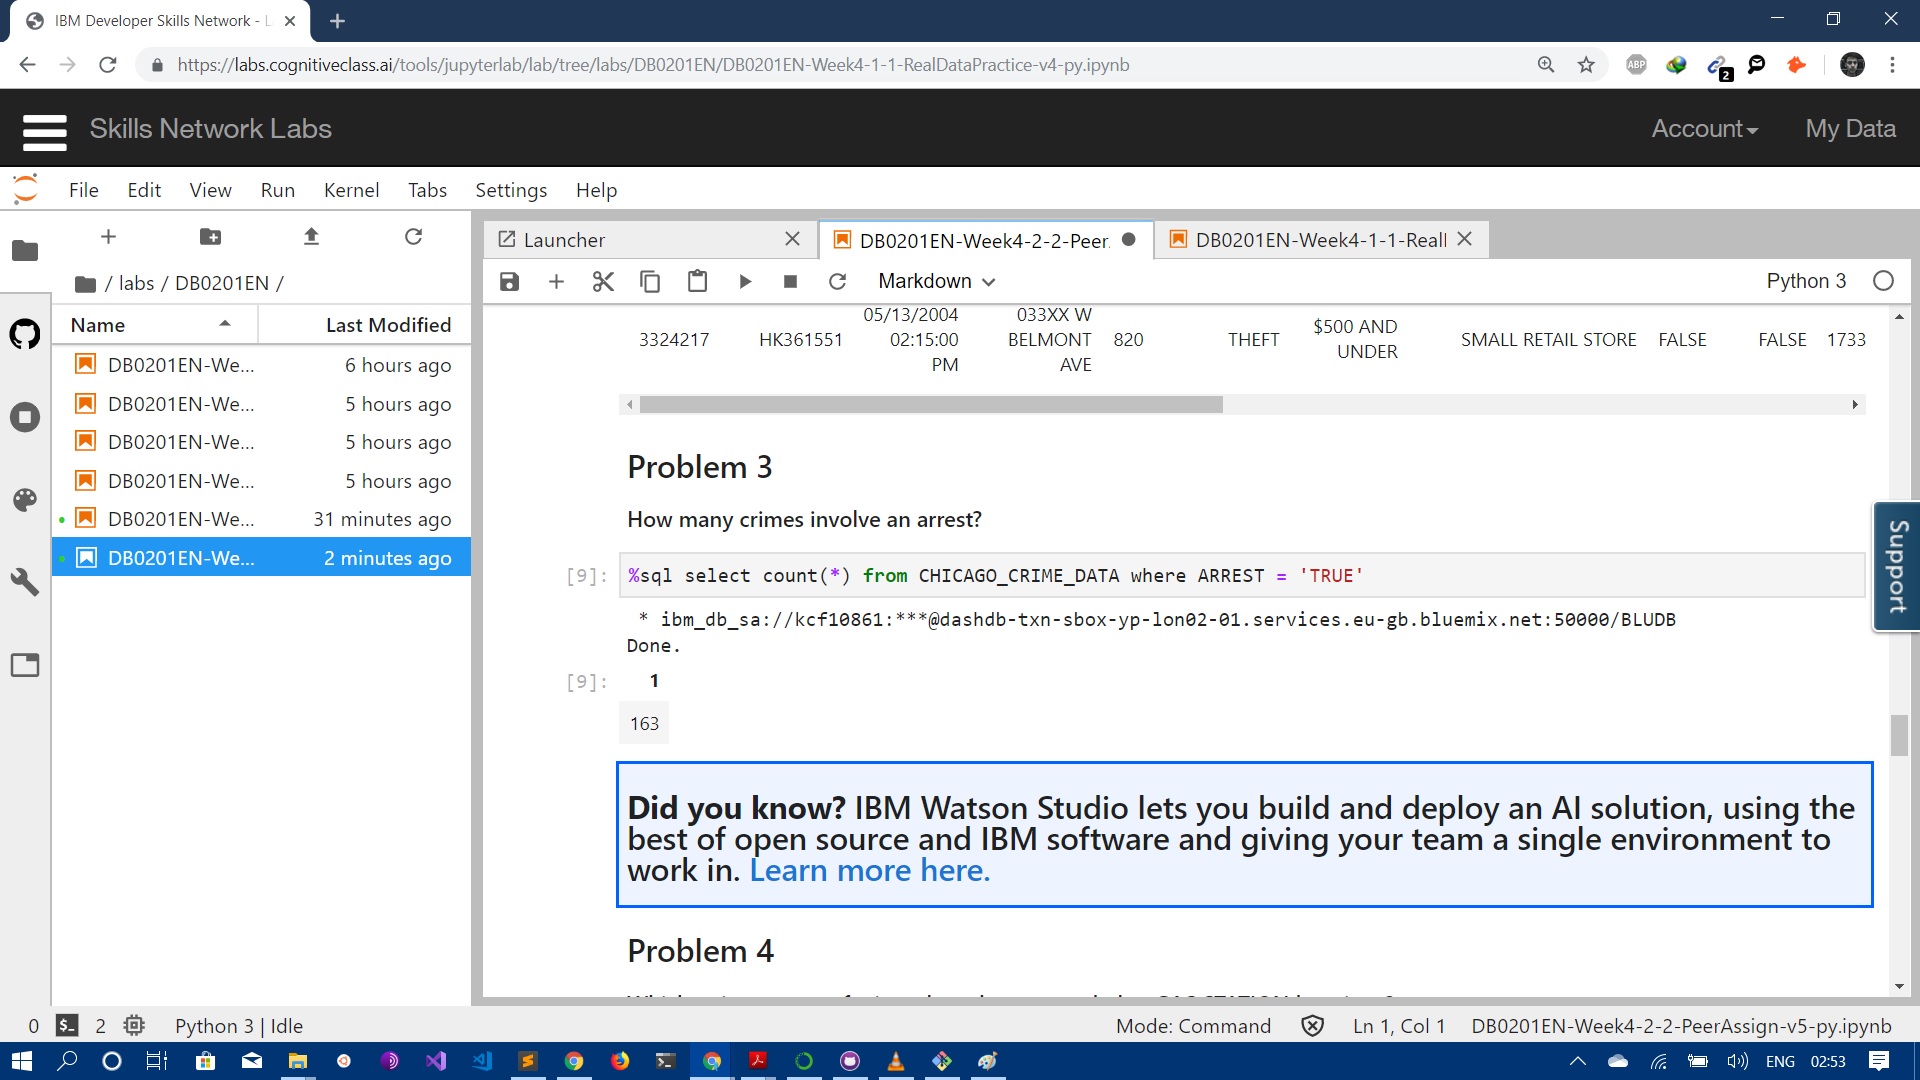 IBM Developer Skills Network - L
https://labs.cognitiveclass.ai/tools/jupyterlab/lab/tree/labs/DB0201EN/DB0201EN-Week4-1-1-RealDataPractice-v4-py.ipynb
ABP
2
Skills Network Labs
Account
My Data
File Edit View Run Kernel Tabs Settings Help
Launcher
DB0201EN-Week4-2-2-Peer
DB0201EN-Week4-1-1-Real
Markdown
Python 3
/ labs / DB0201EN /
Name Last Modified
DB0201EN-We... 6 hours ago
DB0201EN-We... 5 hours ago
DB0201EN-We... 5 hours ago
DB0201EN-We... 5 hours ago
DB0201EN-We... 31 minutes ago
DB0201EN-We... 2 minutes ago
3324217 HK361551 05/13/2004 02:15:00 PM 033XX W BELMONT AVE 820 THEFT $500 AND UNDER SMALL RETAIL STORE FALSE FALSE 1733
Problem 3
How many crimes involve an arrest?
[9]: %sql select count(*) from CHICAGO_CRIME_DATA where ARREST = 'TRUE'
* ibm_db_sa://kcf10861:***@dashdb-txn-sbox-yp-lon02-01.services.eu-gb.bluemix.net:50000/BLUDB
Done.
[9]: 1
163
Did you know? IBM Watson Studio lets you build and deploy an AI solution, using the
best of open source and IBM software and giving your team a single environment to
work in. Learn more here.
Problem 4
Support
0 2 Python 3 | Idle
Mode: Command Ln 1, Col 1 DB0201EN-Week4-2-2-PeerAssign-v5-py.ipynb
ENG 02:53